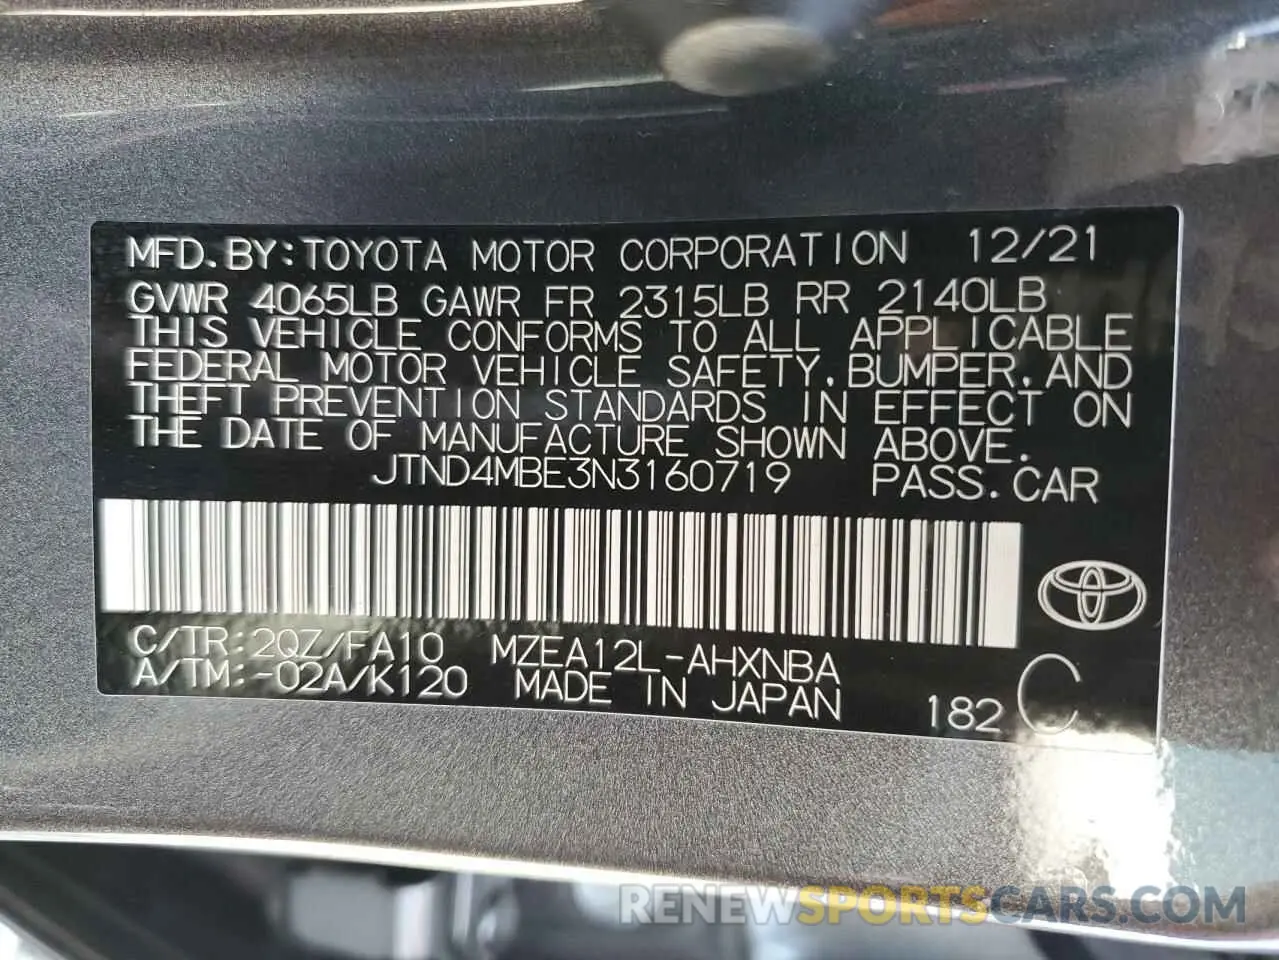 MFD.BY:TOYOTA MOTOR CORPORATION 12/21
GVWR 4065LB GAWR FR 2315LB RR 2140LB
THIS VEHICLE CONFORMS TO ALL APPLICABLE
FEDERAL MOTOR VEHICLE SAFETY,BUMPER,AND
THEFT PREVENTION STANDARDS IN EFFECT ON
THE DATE OF MANUFACTURE SHOWN ABOVE.
JTND4MBE3N3160719 PASS.CAR
C/TR:2QZ/FA10 MZEA12L-AHXNBA
A/TM:-02A/K120 MADE IN JAPAN 182 C
RENEWSPORTSCARS.COM